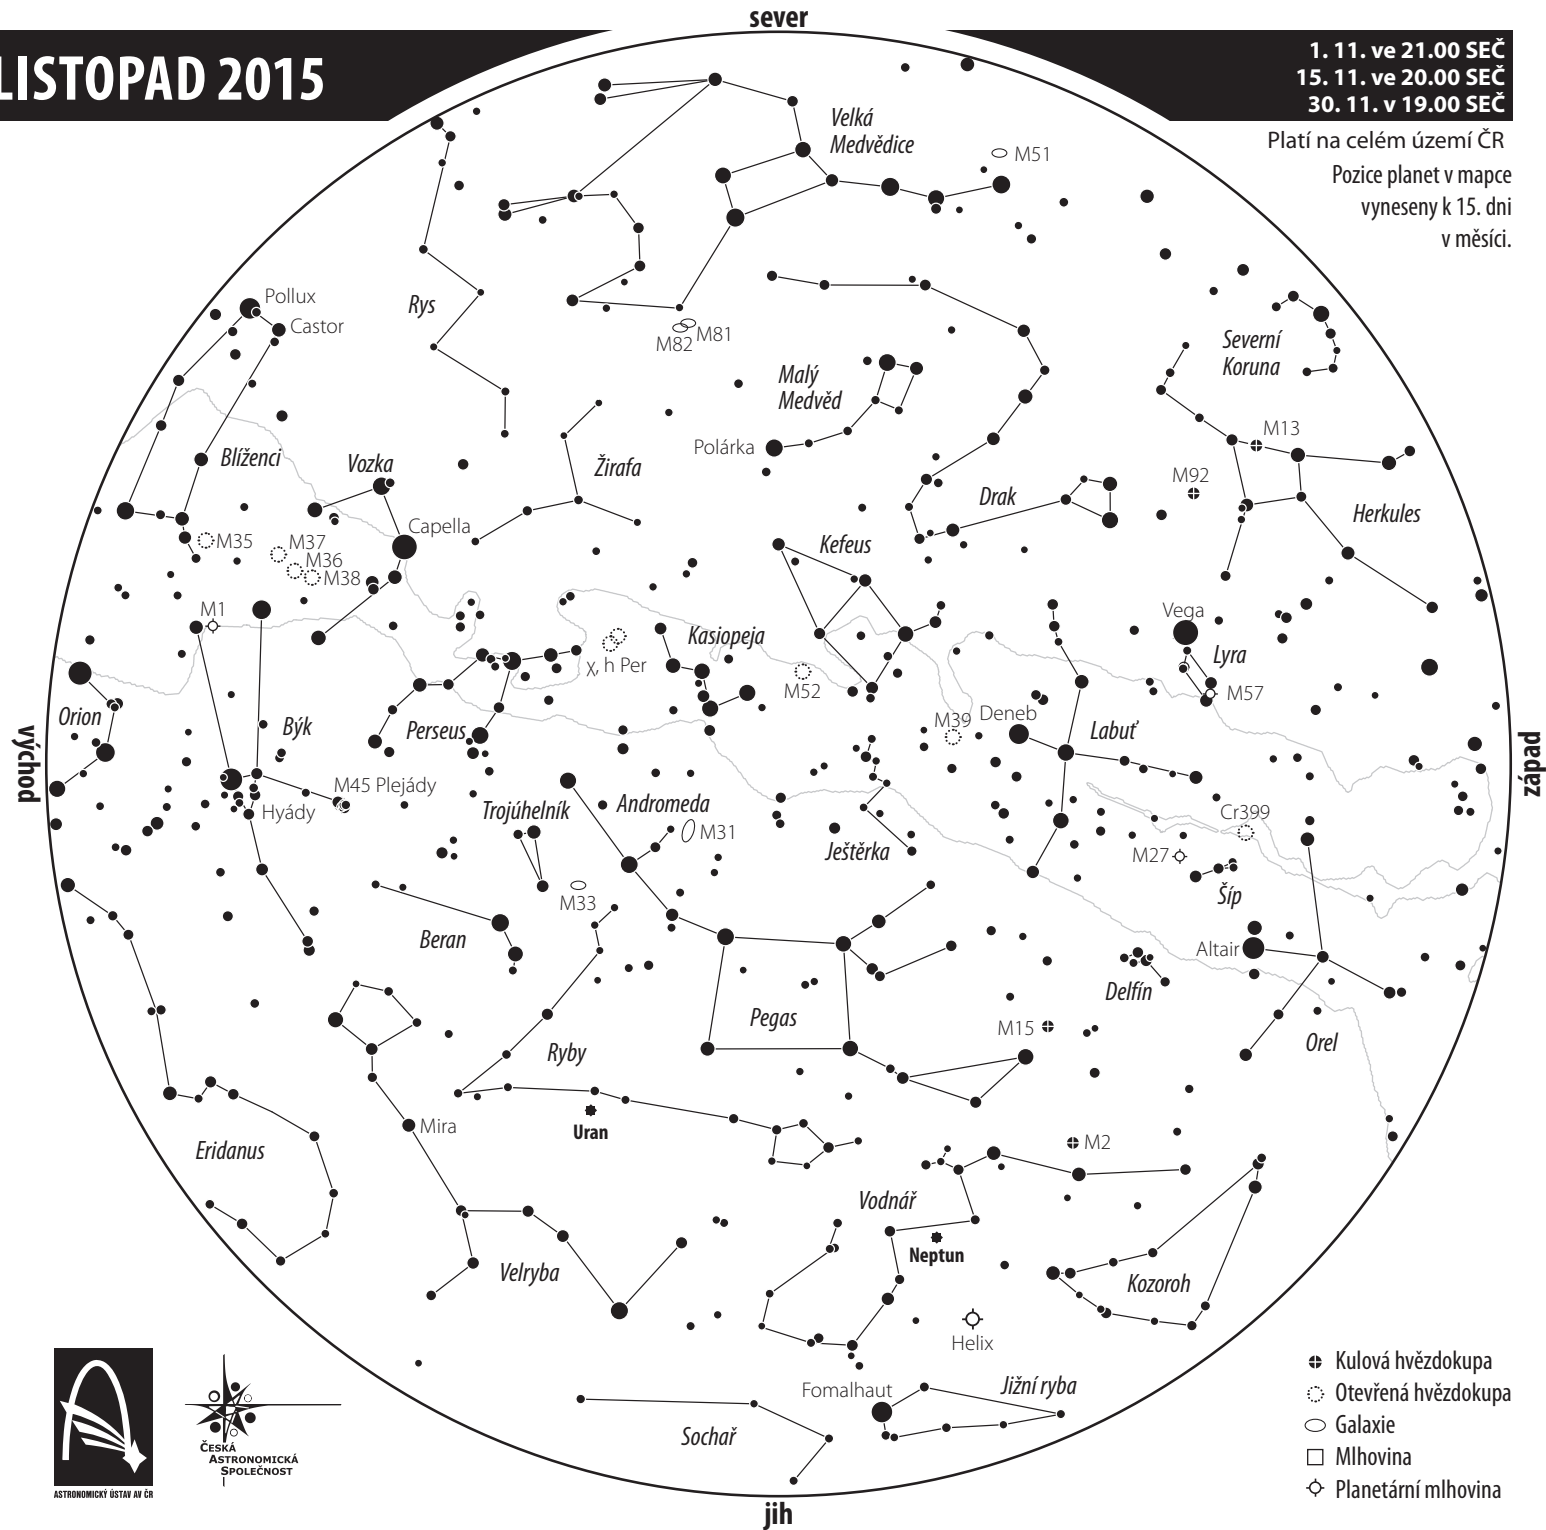 sever
LISTOPAD 2015
1. 11. ve 21.00 SEČ
15. 11. ve 20.00 SEČ
30. 11. v 19.00 SEČ
Platí na celém území ČR
Pozice planet v mapce
vyneseny k 15. dni
v měsíci.
Velká
Medvědice
M51
Pollux
Castor
Rys
M81
M82
Severní
Koruna
Malý
Medvěd
Polárka
M13
Blíženci
Vozka
Žirafa
M92
Drak
Herkules
Capella
Kefeus
M35
M37
M36
M38
M1
Vega
Kasiopeja
χ, h Per
Lyra
M52
M57
Orion
Býk
Perseus
M39
Deneb
Labuť
východ
západ
M45 Plejády
Hyády
Trojúhelník
Andromeda
M31
Ještěrka
Cr399
M27
Šíp
M33
Beran
Altair
Delfín
Pegas
M15
Orel
Ryby
Mira
Uran
M2
Eridanus
Vodnář
Neptun
Velryba
Kozoroh
Helix
Fomalhaut
Jižní ryba
Sochař
Kulová hvězdokupa
Otevřená hvězdokupa
Galaxie
Mlhovina
Planetární mlhovina
ČESKÁ
ASTRONOMICKÁ
SPOLEČNOST
ASTRONOMICKÝ ÚSTAV AV ČR
jih